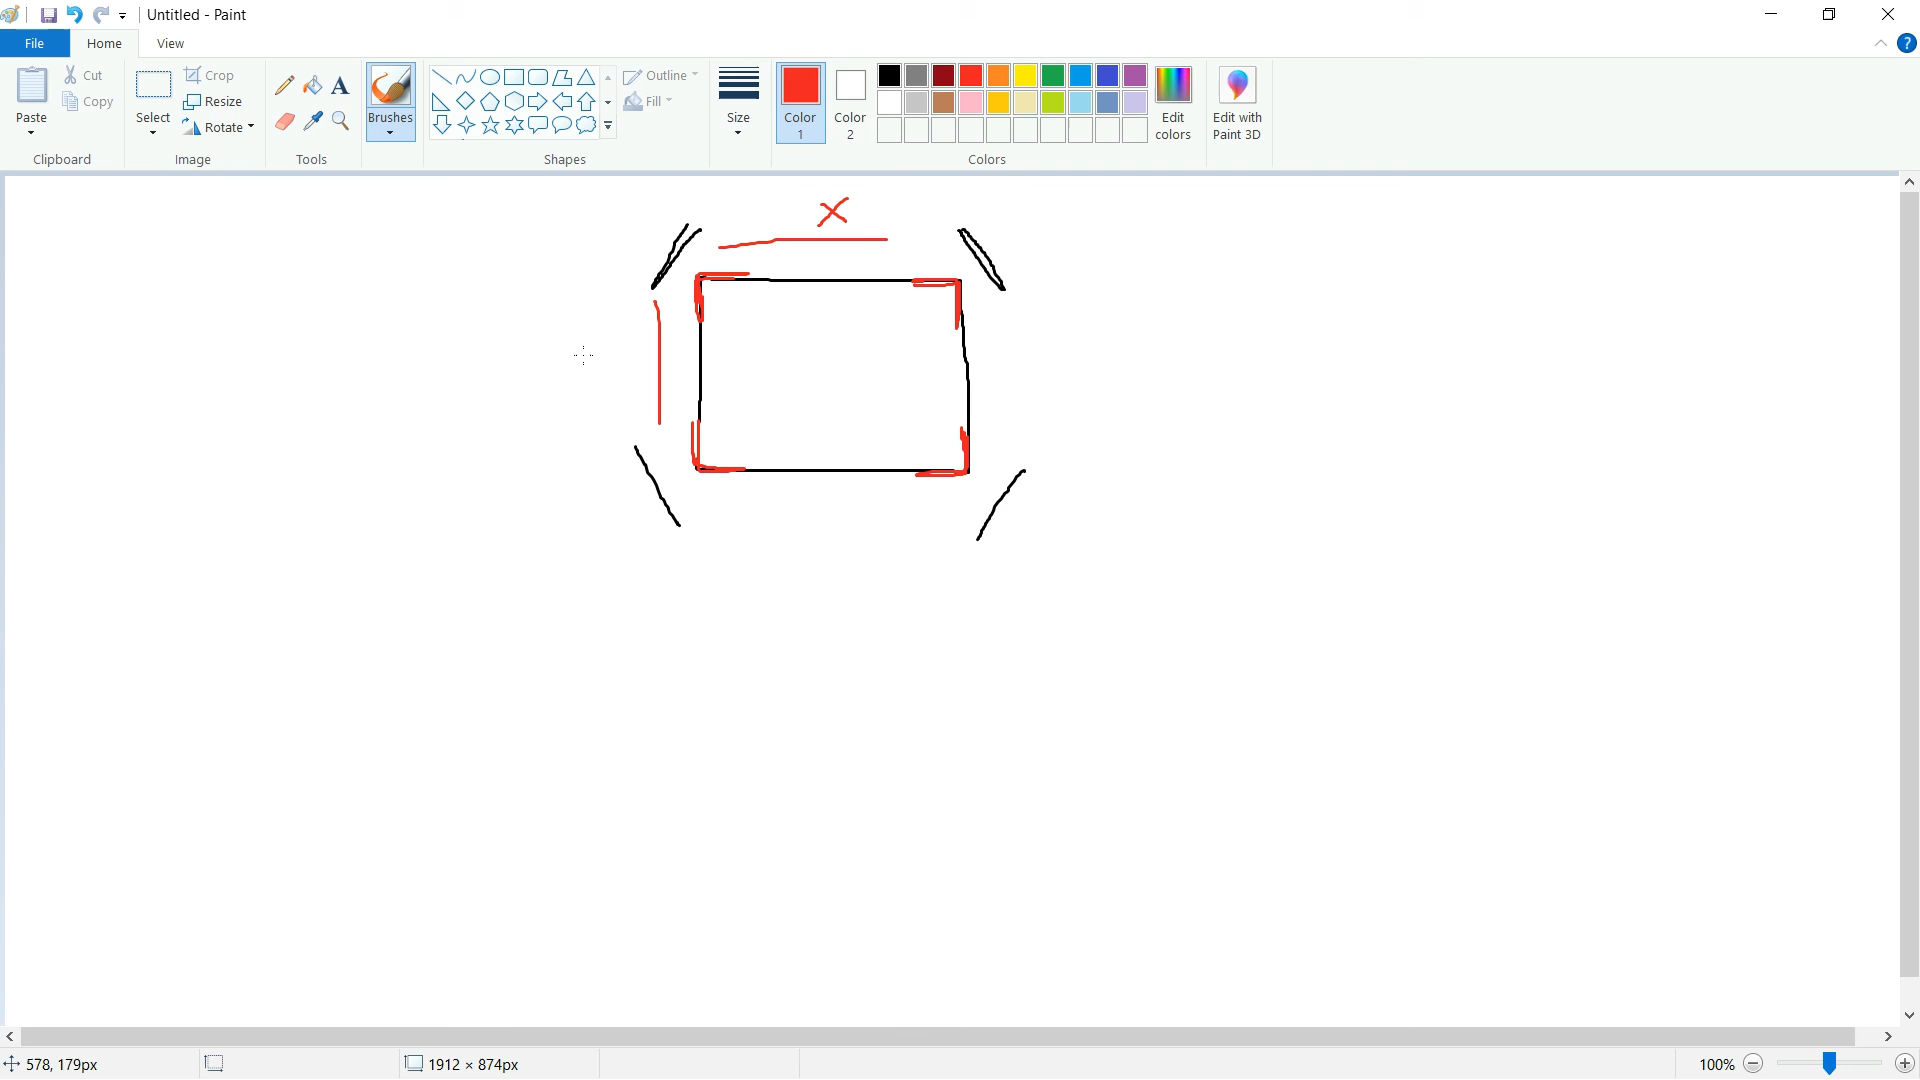 Untitled - Paint
File
Home
View
Paste
Cut
Copy
Clipboard
Select
Crop
Resize
Rotate
Image
A
Tools
Brushes
Shapes
Outline
Fill
Size
Color 1
Color 2
Edit colors
Colors
Edit with Paint 3D
?
x
578, 179px
1912 × 874px
100%